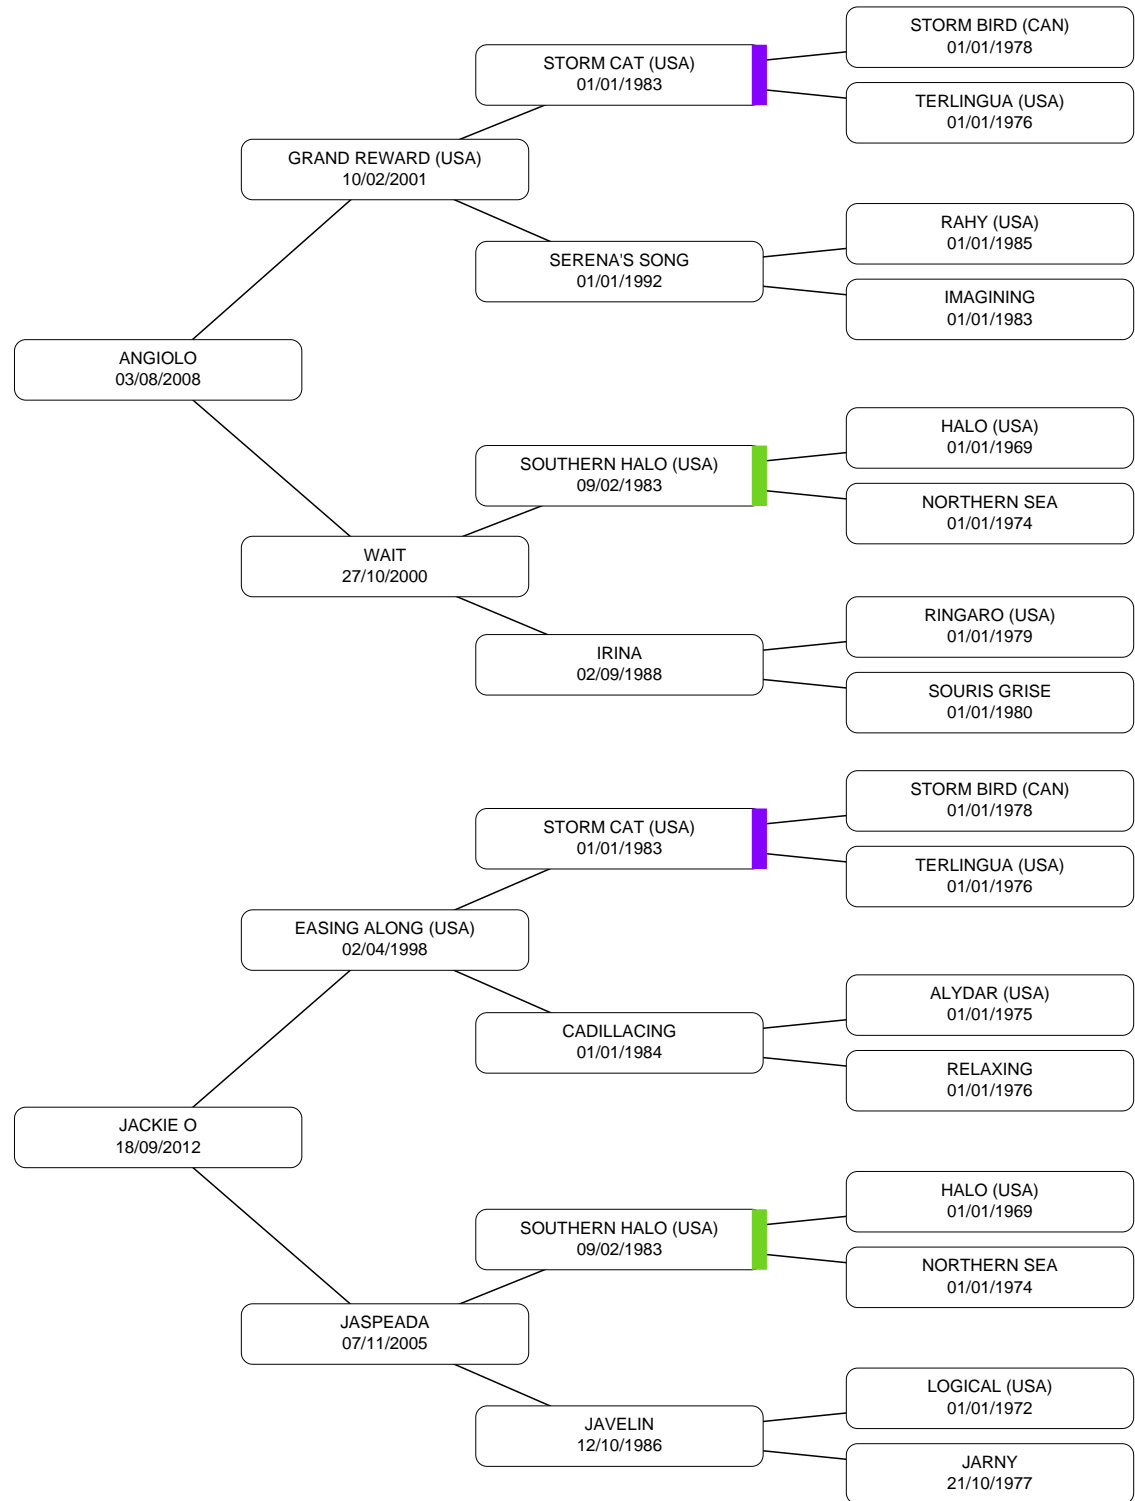 STORM BIRD (CAN)
01/01/1978
STORM CAT (USA)
01/01/1983
TERLINGUA (USA)
01/01/1976
GRAND REWARD (USA)
10/02/2001
RAHY (USA)
01/01/1985
SERENA'S SONG
01/01/1992
IMAGINING
01/01/1983
ANGIOLO
03/08/2008
HALO (USA)
01/01/1969
SOUTHERN HALO (USA)
09/02/1983
NORTHERN SEA
01/01/1974
WAIT
27/10/2000
RINGARO (USA)
01/01/1979
IRINA
02/09/1988
SOURIS GRISE
01/01/1980
STORM BIRD (CAN)
01/01/1978
STORM CAT (USA)
01/01/1983
TERLINGUA (USA)
01/01/1976
EASING ALONG (USA)
02/04/1998
ALYDAR (USA)
01/01/1975
CADILLACING
01/01/1984
RELAXING
01/01/1976
JACKIE O
18/09/2012
HALO (USA)
01/01/1969
SOUTHERN HALO (USA)
09/02/1983
NORTHERN SEA
01/01/1974
JASPEADA
07/11/2005
LOGICAL (USA)
01/01/1972
JAVELIN
12/10/1986
JARNY
21/10/1977